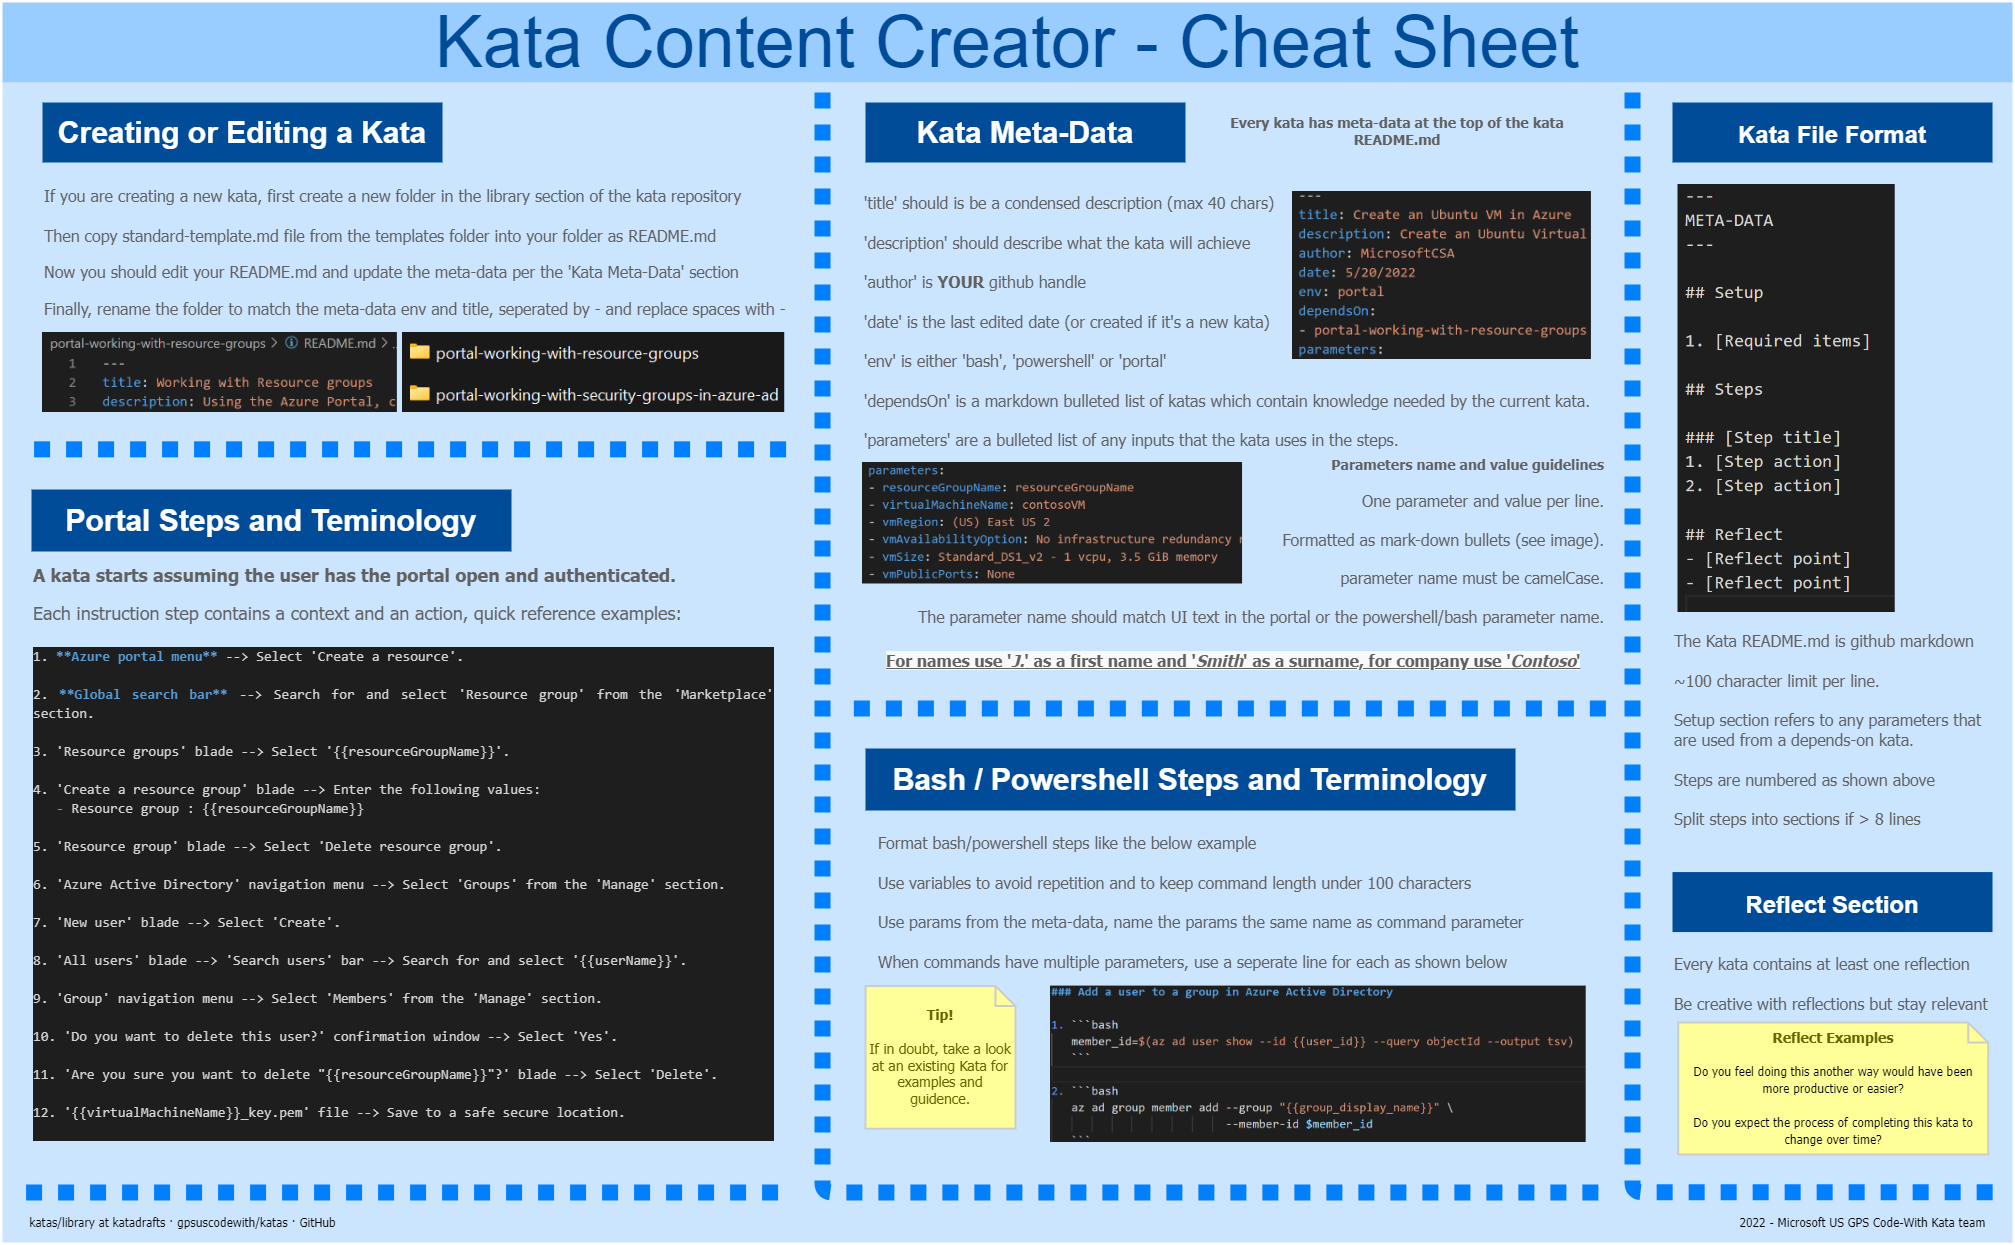 Kata Content Creator - Cheat Sheet
Creating or Editing a Kata
If you are creating a new kata, first create a new folder in the library section of the kata repository
Then copy standard-template.md file from the templates folder into your folder as README.md
Now you should edit your README.md and update the meta-data per the 'Kata Meta-Data' section
Finally, rename the folder to match the meta-data env and title, seperated by - and replace spaces with -
portal-working-with-resource-groups > ⓘ README.md > ..
1 ---
2 title: Working with Resource groups
3 description: Using the Azure Portal, c
portal-working-with-resource-groups
portal-working-with-security-groups-in-azure-ad
Portal Steps and Teminology
A kata starts assuming the user has the portal open and authenticated.
Each instruction step contains a context and an action, quick reference examples:
1. **Azure portal menu** --> Select 'Create a resource'.
2. **Global search bar** --> Search for and select 'Resource group' from the 'Marketplace'
section.
3. 'Resource groups' blade --> Select '{{resourceGroupName}}'.
4. 'Create a resource group' blade --> Enter the following values:
- Resource group : {{resourceGroupName}}
5. 'Resource group' blade --> Select 'Delete resource group'.
6. 'Azure Active Directory' navigation menu --> Select 'Groups' from the 'Manage' section.
7. 'New user' blade --> Select 'Create'.
8. 'All users' blade --> 'Search users' bar --> Search for and select '{{userName}}'.
9. 'Group' navigation menu --> Select 'Members' from the 'Manage' section.
10. 'Do you want to delete this user?' confirmation window --> Select 'Yes'.
11. 'Are you sure you want to delete "{{resourceGroupName}}"?' blade --> Select 'Delete'.
12. '{{virtualMachineName}}_key.pem' file --> Save to a safe secure location.
Kata Meta-Data
Every kata has meta-data at the top of the kata
README.md
'title' should is be a condensed description (max 40 chars)
'description' should describe what the kata will achieve
'author' is YOUR github handle
'date' is the last edited date (or created if it's a new kata)
'env' is either 'bash', 'powershell' or 'portal'
---
title: Create an Ubuntu VM in Azure
description: Create an Ubuntu Virtual
author: MicrosoftCSA
date: 5/20/2022
env: portal
dependsOn:
- portal-working-with-resource-groups
parameters:
'dependsOn' is a markdown bulleted list of katas which contain knowledge needed by the current kata.
'parameters' are a bulleted list of any inputs that the kata uses in the steps.
parameters:
- resourceGroupName: resourceGroupName
- virtualMachineName: contosoVM
- vmRegion: (US) East US 2
- vmAvailabilityOption: No infrastructure redundancy r
- vmSize: Standard_DS1_v2 - 1 vcpu, 3.5 GiB memory
- vmPublicPorts: None
Parameters name and value guidelines
One parameter and value per line.
Formatted as mark-down bullets (see image).
parameter name must be camelCase.
The parameter name should match UI text in the portal or the powershell/bash parameter name.
For names use 'J.' as a first name and 'Smith' as a surname, for company use 'Contoso'
Bash / Powershell Steps and Terminology
Format bash/powershell steps like the below example
Use variables to avoid repetition and to keep command length under 100 characters
Use params from the meta-data, name the params the same name as command parameter
When commands have multiple parameters, use a seperate line for each as shown below
Tip!
If in doubt, take a look
at an existing Kata for
examples and
guidence.
### Add a user to a group in Azure Active Directory
1. ```bash
member_id=$(az ad user show --id {{user_id}} --query objectId --output tsv)
```
2. ```bash
az ad group member add --group "{{group_display_name}}" \
--member-id $member_id
```
Kata File Format
---
META-DATA
---
## Setup
1. [Required items]
## Steps
### [Step title]
1. [Step action]
2. [Step action]
## Reflect
- [Reflect point]
- [Reflect point]
The Kata README.md is github markdown
~100 character limit per line.
Setup section refers to any parameters that
are used from a depends-on kata.
Steps are numbered as shown above
Split steps into sections if > 8 lines
Reflect Section
Every kata contains at least one reflection
Be creative with reflections but stay relevant
Reflect Examples
Do you feel doing this another way would have been
more productive or easier?
Do you expect the process of completing this kata to
change over time?
katas/library at katadrafts · gpsuscodewith/katas · GitHub
2022 - Microsoft US GPS Code-With Kata team